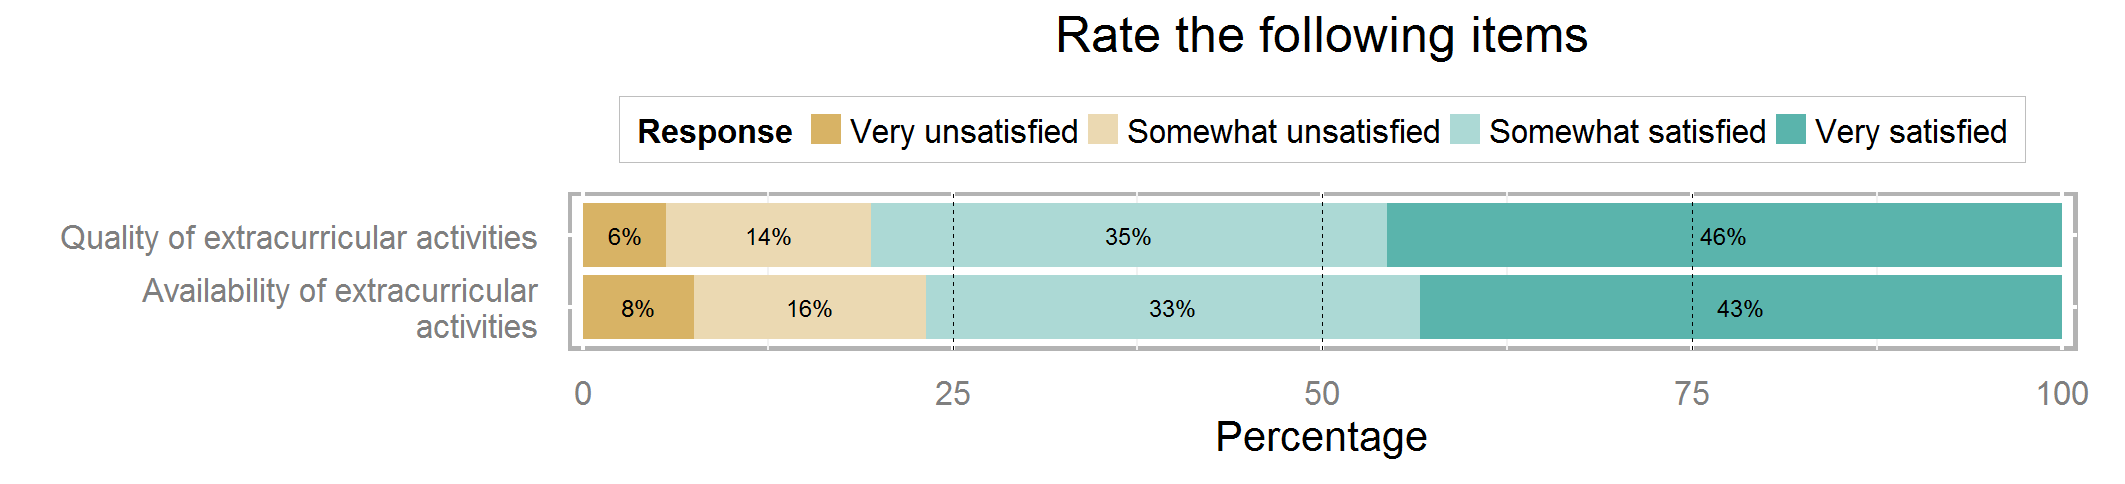 Rate the following items
Response Very unsatisfied Somewhat unsatisfied Somewhat satisfied Very satisfied
Quality of extracurricular activities 6% 14% 35% 46%
Availability of extracurricular
activities 8% 16% 33% 43%
0 25 50 75 100
Percentage